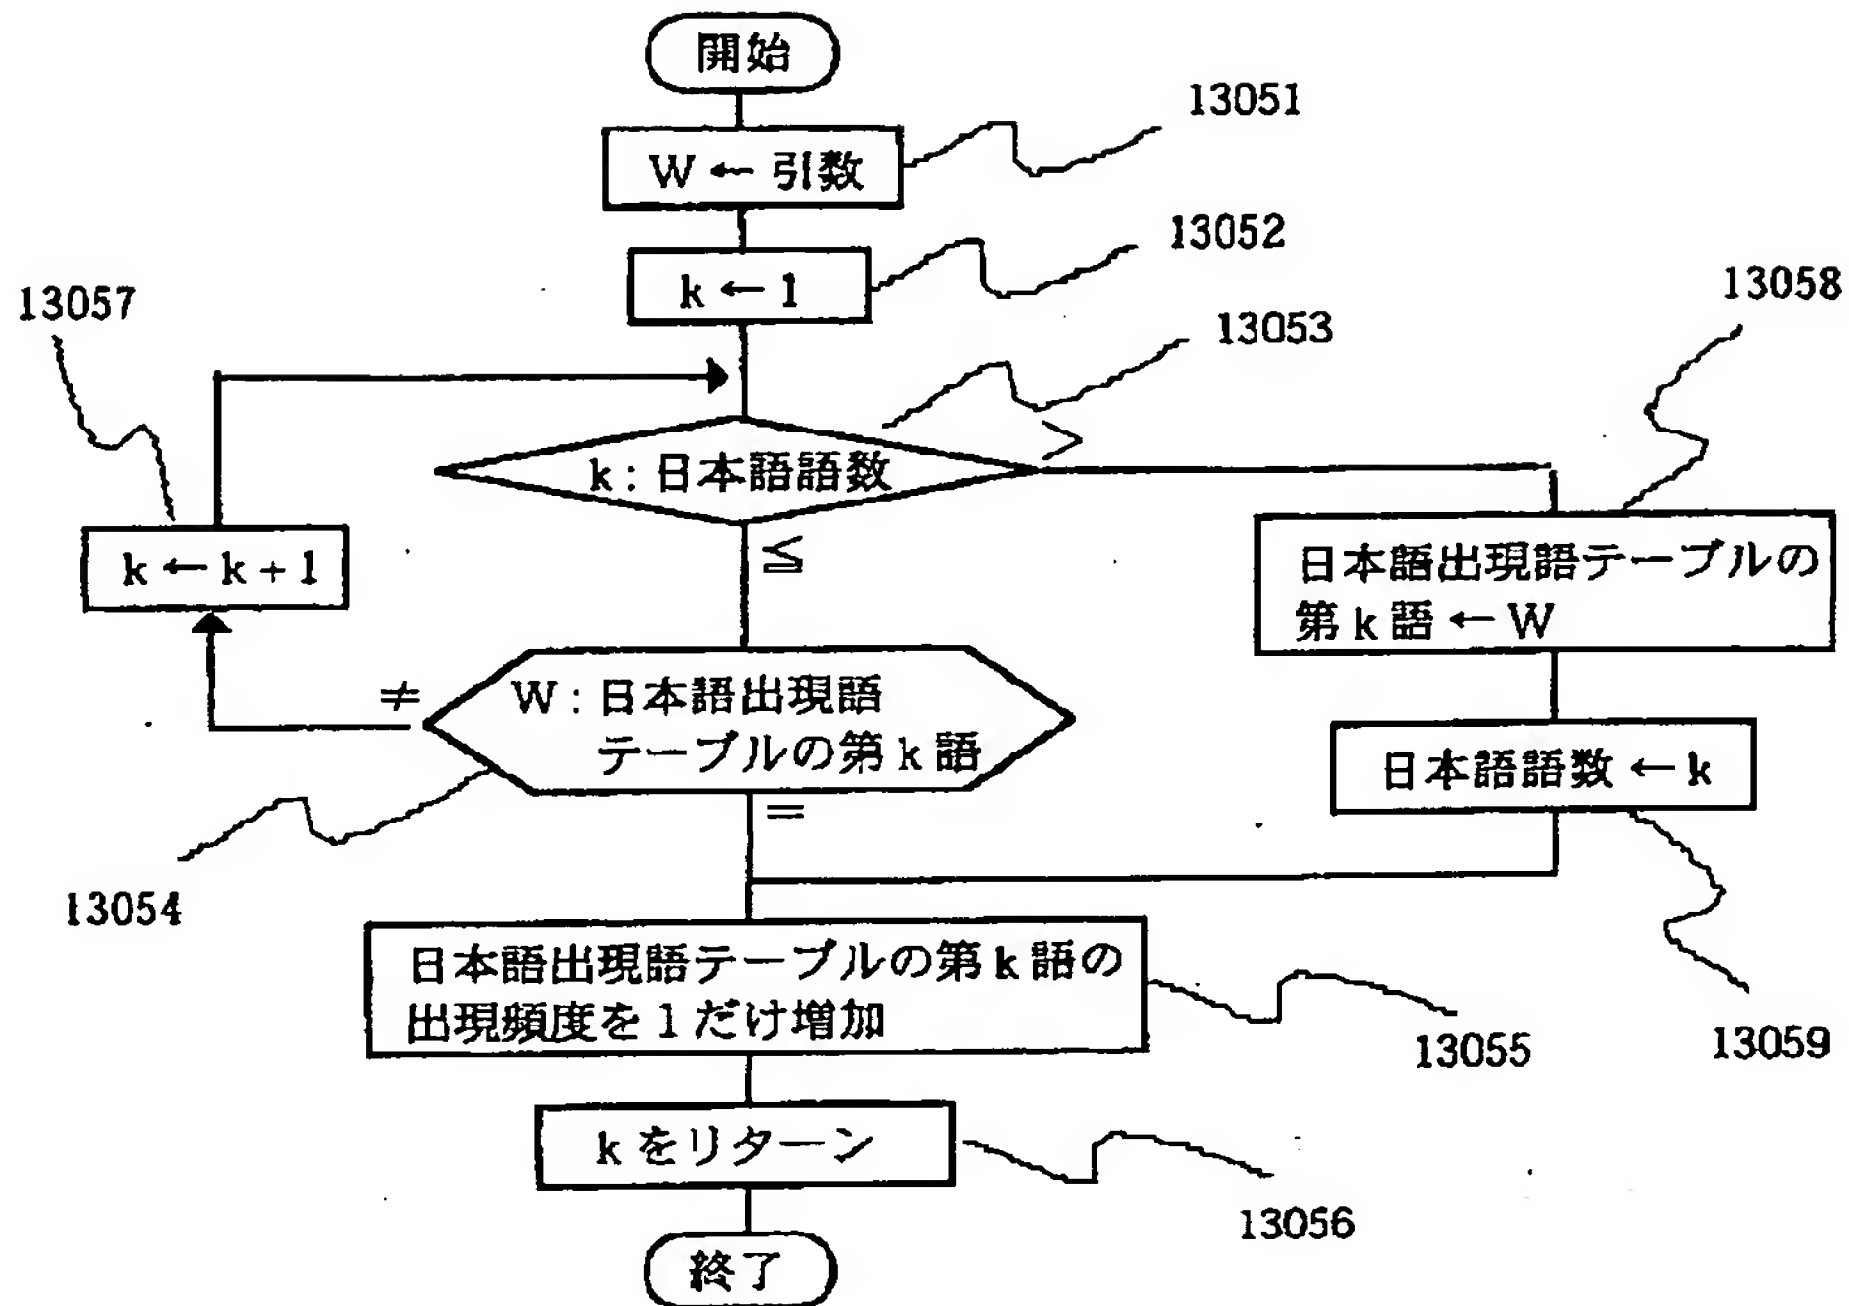 開始
13051
W ← 引数
13052
k ← 1
13057
13058
13053
>
k : 日本語語数
k ← k + 1
≦
日本語出現語テーブルの
第 k 語 ← W
≠
W : 日本語出現語
テーブルの第 k 語
日本語語数 ← k
=
13054
日本語出現語テーブルの第 k 語の
出現頻度を 1 だけ増加
13055
13059
k をリターン
13056
終了